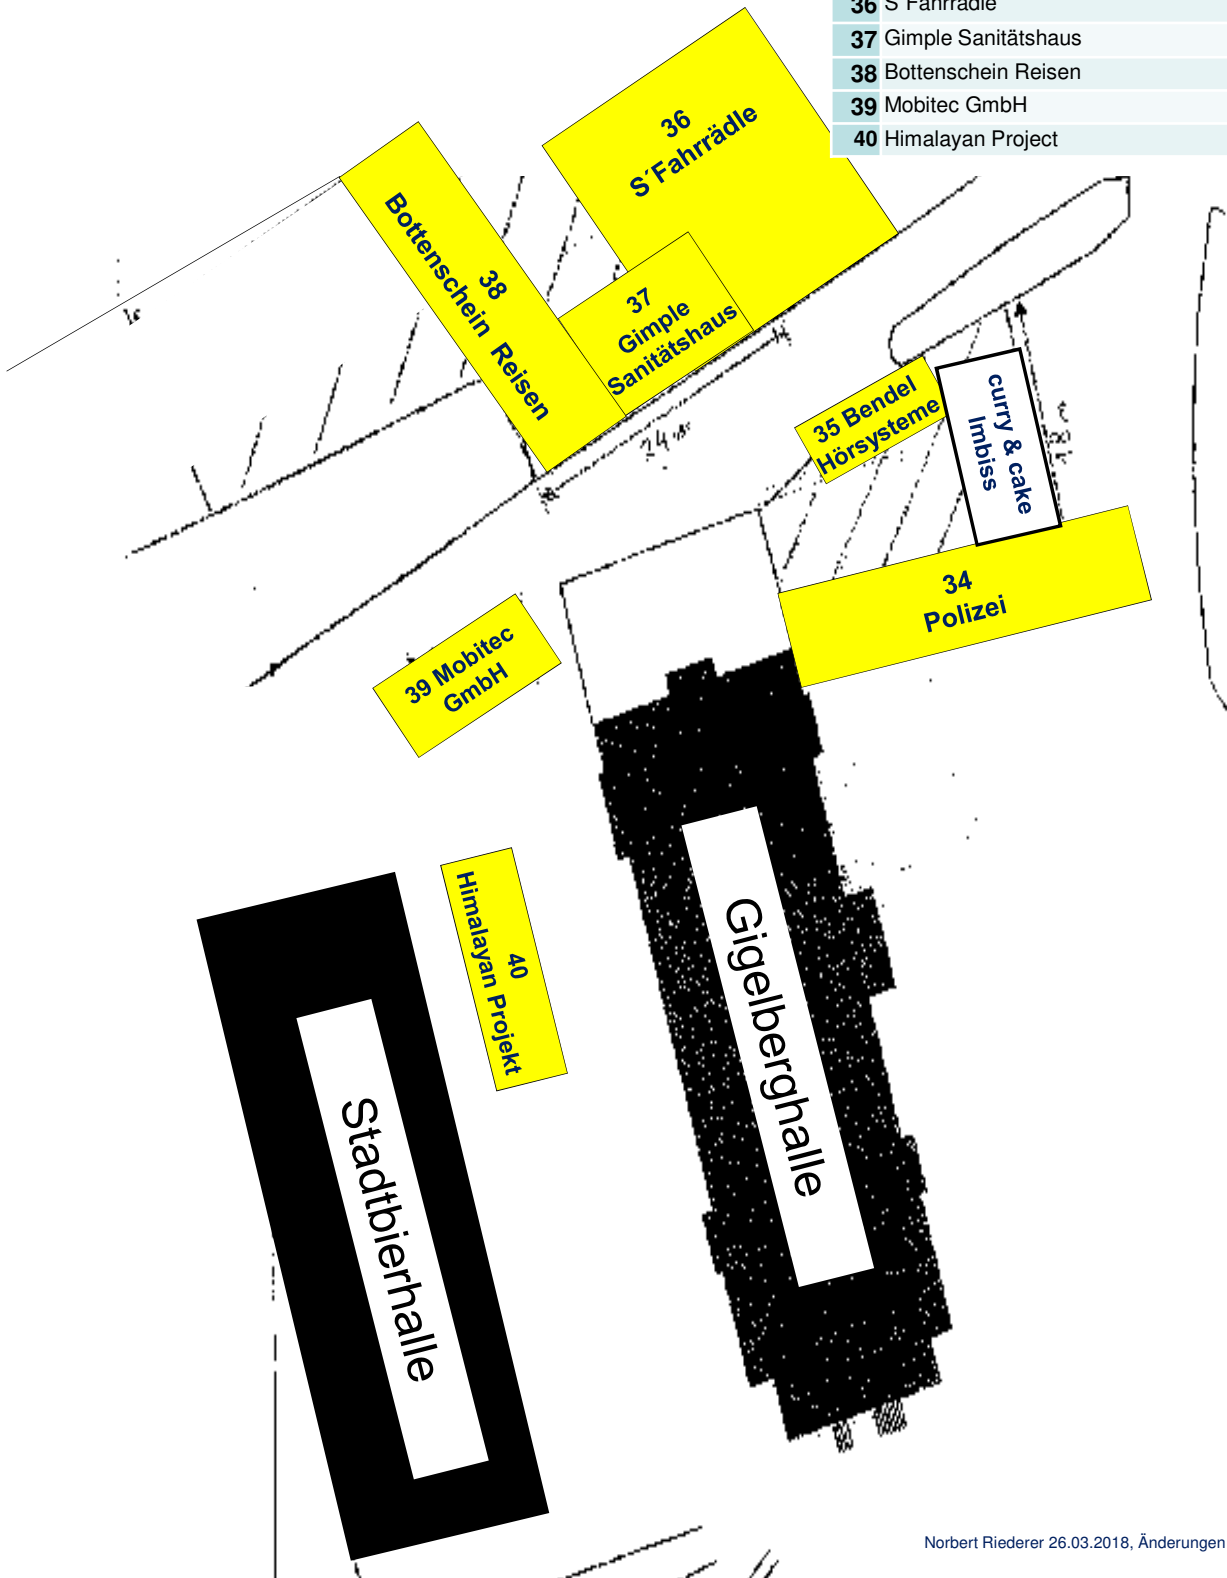 36 S´Fahrrädle
37 Gimple Sanitätshaus
38 Bottenschein Reisen
39 Mobitec GmbH
40 Himalayan Project
36
S´Fahrrädle
38
Bottenschein Reisen
37
Gimple
Sanitätshaus
24
35 Bendel
Hörsysteme
curry & cake
Imbiss
34
Polizei
39 Mobitec
GmbH
40
Himalayan Projekt
Gigelberghalle
Stadtbierhalle
Norbert Riederer 26.03.2018, Änderungen